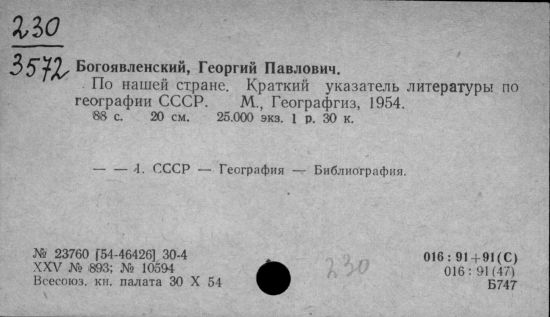 230
3572
Богоявленский, Георгий Павлович.
По нашей стране. Краткий указатель литературы по
географии СССР. М., Географгиз, 1954.
88 с. 20 см. 25.000 экз. 1 р. 30 к.
— — 1. СССР — География — Библиография.
№ 23760 [54-46426] 30-4
XXV № 893; № 10594
Всесоюз. кн. палата 30 X 54
230
016 : 91+91(С)
016 : 91(47)
Б747